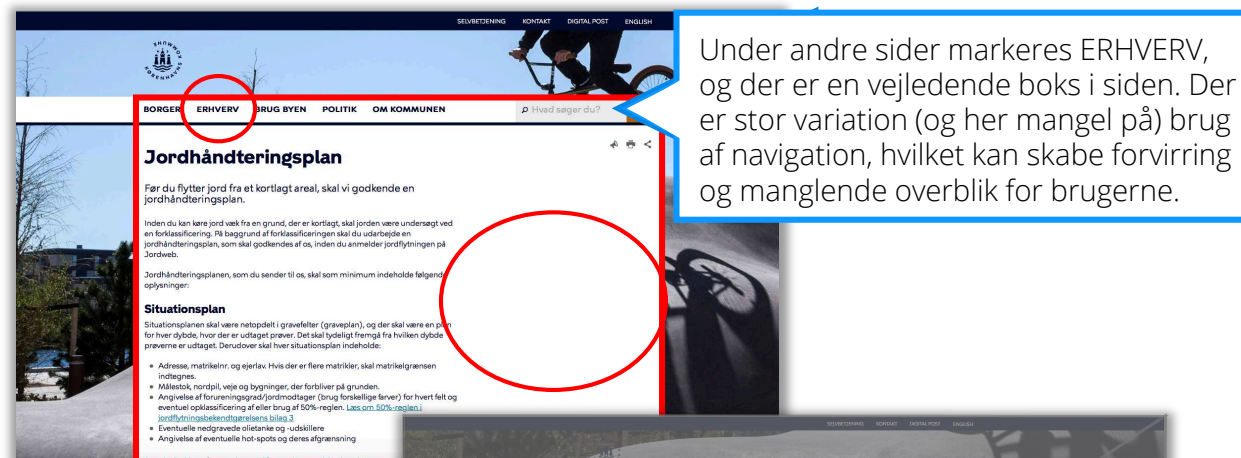 SELVBETJENING KONTAKT DIGITAL POST ENGLISH
KØBENHAVNS KOMMUNE
BORGER ERHVERV BRUG BYEN POLITIK OM KOMMUNEN Hvad søger du?
Jordhåndteringsplan
Før du flytter jord fra et kortlagt areal, skal vi godkende en
jordhåndteringsplan.
Inden du kan køre jord væk fra en grund, der er kortlagt, skal jorden være undersøgt ved
en forklassificering. På baggrund af forklassificeringen skal du udarbejde en
jordhåndteringsplan, som skal godkendes af os, inden du anmelder jordflytningen på
Jordweb.
Jordhåndteringsplanen, som du sender til os, skal som minimum indeholde følgende
oplysninger:
Situationsplan
Situationsplanen skal være netopdelt i gravefelter (graveplan), og der skal være en plan
for hver dybde, hvor der er udtaget prøver. Det skal tydeligt fremgå fra hvilken dybde
prøverne er udtaget. Derudover skal hver situationsplan indeholde:
Adresse, matrikelnr. og ejerlav. Hvis der er flere matrikler, skal matrikelgrænsen
indtegnes.
Målestok, nordpil, veje og bygninger, der forbliver på grunden.
Angivelse af forureningsgrad/jordmodtager (brug forskellige farver) for hvert felt og
eventuel opklassificering af eller brug af 50%-reglen. Læs om 50%-reglen i
jordflytningsbekendtgørelsens bilag 3
Eventuelle nedgravede olietanke og -udskillere
Angivelse af eventuelle hot-spots og deres afgrænsning
Under andre sider markeres ERHVERV,
og der er en vejledende boks i siden. Der
er stor variation (og her mangel på) brug
af navigation, hvilket kan skabe forvirring
og manglende overblik for brugerne.
SELVBETJENING KONTAKT DIGITAL POST ENGLISH